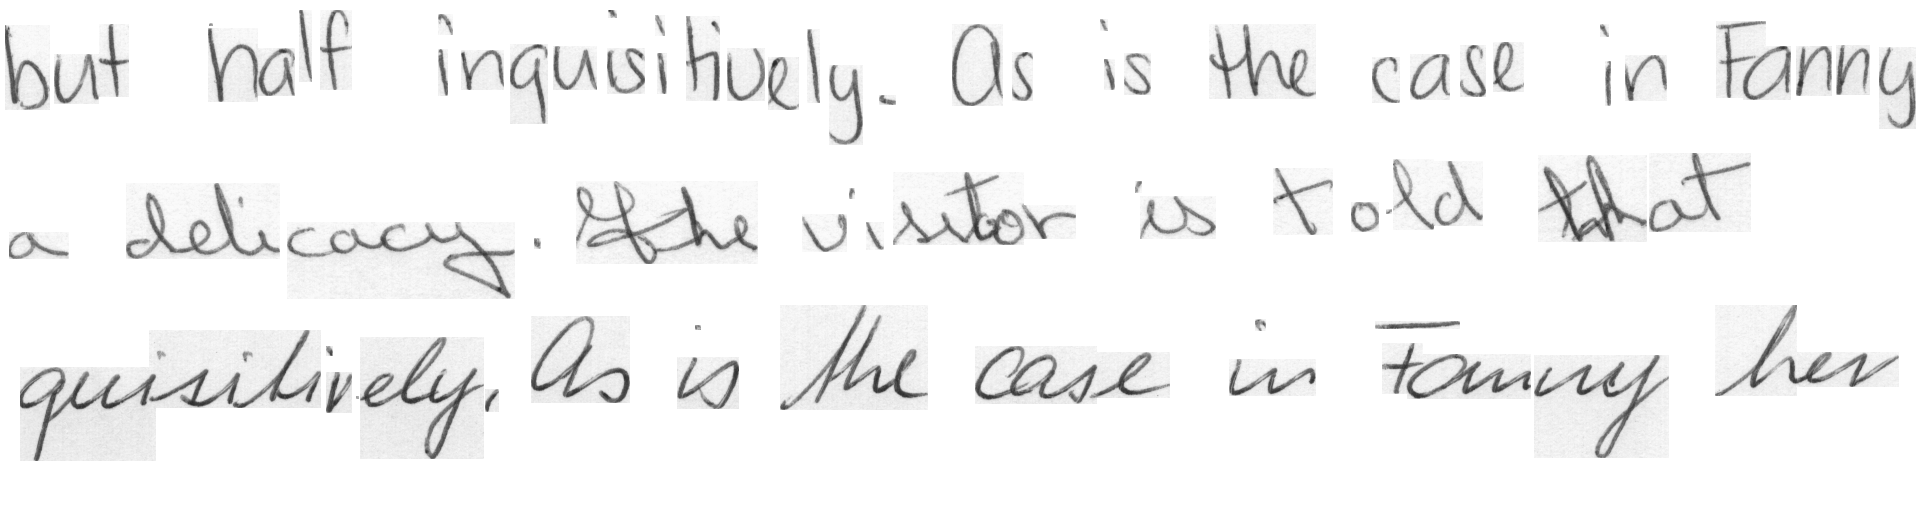 but half inquisitively. As is the case in Fanny
a delicacy. The visitor is told that
quisitively. As is the case in Fanny her